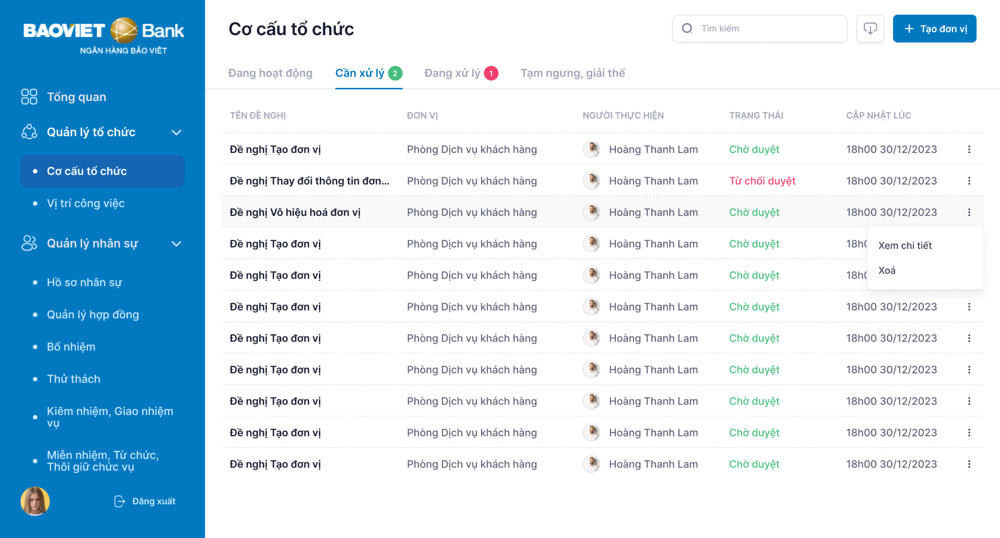 BAOVIET Bank
NGÂN HÀNG BẢO VIỆT
Tổng quan
Quản lý tổ chức
Cơ cấu tổ chức
Vị trí công việc
Quản lý nhân sự
Hồ sơ nhân sự
Quản lý hợp đồng
Bổ nhiệm
Thử thách
Kiêm nhiệm, Giao nhiệm
vụ
Miễn nhiệm, Từ chức,
Thôi giữ chức vụ
Đăng xuất
Cơ cấu tổ chức
Tìm kiếm
Tạo đơn vị
Đang hoạt động Cần xử lý 2 Đang xử lý 1 Tạm ngưng, giải thể
TÊN ĐỀ NGHỊ ĐƠN VỊ NGƯỜI THỰC HIỆN TRẠNG THÁI CẬP NHẬT LÚC
Đề nghị Tạo đơn vị Phòng Dịch vụ khách hàng Hoàng Thanh Lam Chờ duyệt 18h00 30/12/2023
Đề nghị Thay đổi thông tin đơn... Phòng Dịch vụ khách hàng Hoàng Thanh Lam Từ chối duyệt 18h00 30/12/2023
Đề nghị Vô hiệu hoá đơn vị Phòng Dịch vụ khách hàng Hoàng Thanh Lam Chờ duyệt 18h00 30/12/2023
Đề nghị Tạo đơn vị Phòng Dịch vụ khách hàng Hoàng Thanh Lam Chờ duyệt
Xem chi tiết
Đề nghị Tạo đơn vị Phòng Dịch vụ khách hàng Hoàng Thanh Lam Chờ duyệt
Xoá
Đề nghị Tạo đơn vị Phòng Dịch vụ khách hàng Hoàng Thanh Lam Chờ duyệt 18h00 30/12/2023
Đề nghị Tạo đơn vị Phòng Dịch vụ khách hàng Hoàng Thanh Lam Chờ duyệt 18h00 30/12/2023
Đề nghị Tạo đơn vị Phòng Dịch vụ khách hàng Hoàng Thanh Lam Chờ duyệt 18h00 30/12/2023
Đề nghị Tạo đơn vị Phòng Dịch vụ khách hàng Hoàng Thanh Lam Chờ duyệt 18h00 30/12/2023
Đề nghị Tạo đơn vị Phòng Dịch vụ khách hàng Hoàng Thanh Lam Chờ duyệt 18h00 30/12/2023
Đề nghị Tạo đơn vị Phòng Dịch vụ khách hàng Hoàng Thanh Lam Chờ duyệt 18h00 30/12/2023